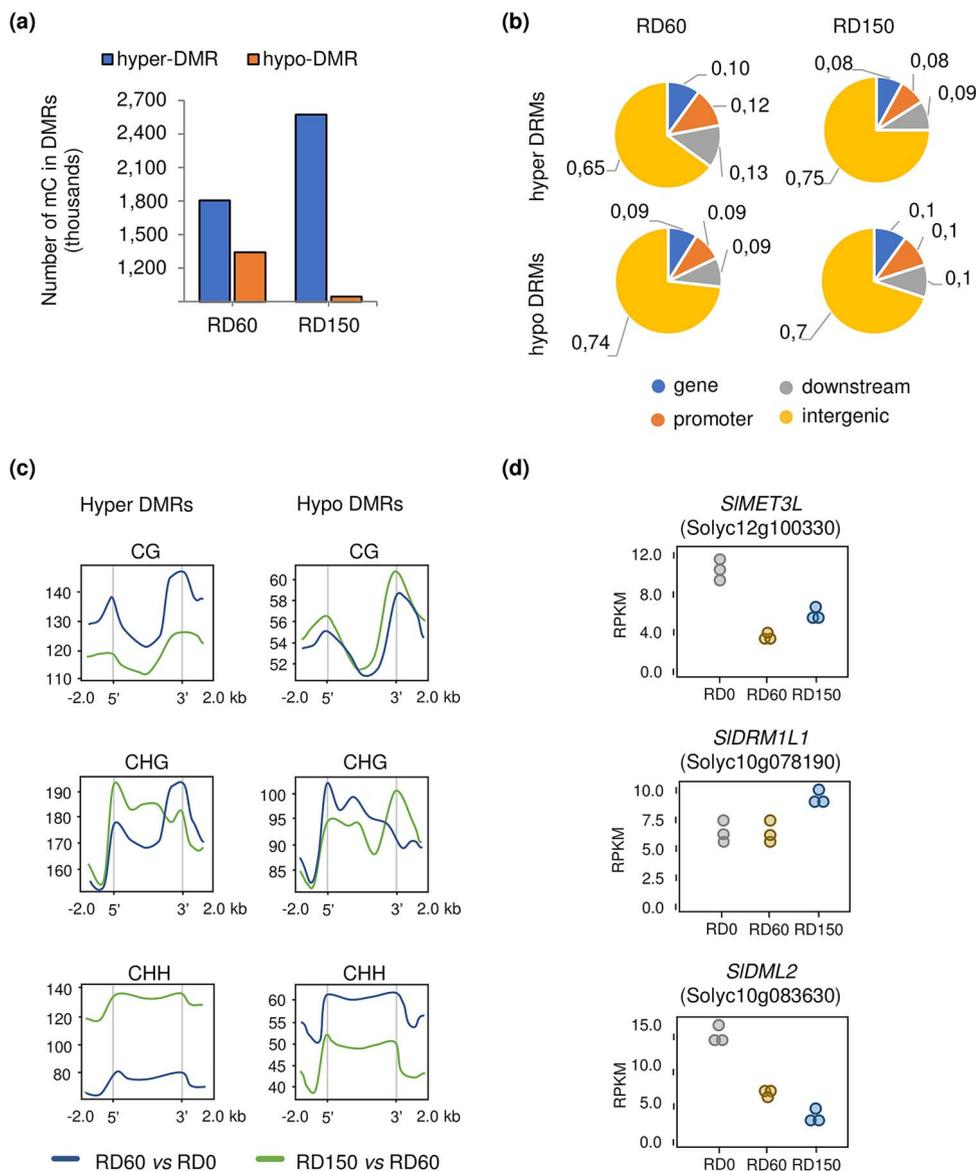 (a)
hyper-DMR hypo-DMR
Number of mC in DMRs
(thousands)
2,700
2,400
2,100
1,800
1,500
1,200
RD60 RD150
(b)
RD60 RD150
hyper DRMs
0,10
0,12
0,13
0,65
0,08 0,08
0,09
0,75
hypo DRMs
0,09 0,09
0,09
0,74
0,1
0,1
0,1
0,7
gene downstream
promoter intergenic
(c)
Hyper DMRs Hypo DMRs
CG
140
130
120
110
-2.0 5' 3' 2.0 kb
CG
60
58
56
54
52
-2.0 5' 3' 2.0 kb
CHG
190
180
170
160
-2.0 5' 3' 2.0 kb
CHG
100
95
90
85
-2.0 5' 3' 2.0 kb
CHH
140
120
100
80
-2.0 5' 3' 2.0 kb
CHH
60
55
50
45
40
-2.0 5' 3' 2.0 kb
RD60 vs RD0 RD150 vs RD60
(d)
SlMET3L
(Solyc12g100330)
RPKM
12.0
8.0
4.0
0.0
RD0 RD60 RD150
SlDRM1L1
(Solyc10g078190)
RPKM
10.0
7.5
5.0
2.5
0.0
RD0 RD60 RD150
SlDML2
(Solyc10g083630)
RPKM
15.0
10.0
5.0
0.0
RD0 RD60 RD150